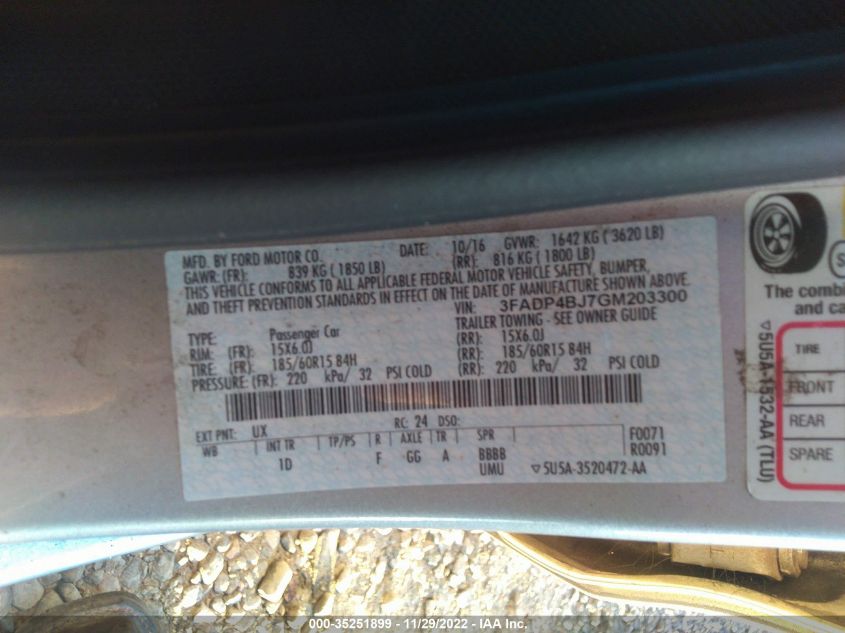 MFD. BY FORD MOTOR CO.
DATE: 10/16 GVWR: 1642 KG ( 3620 LB)
GAWR: (FR): 839 KG ( 1850 LB) (RR): 816 KG ( 1800 LB)
THIS VEHICLE CONFORMS TO ALL APPLICABLE FEDERAL MOTOR VEHICLE SAFETY, BUMPER,
AND THEFT PREVENTION STANDARDS IN EFFECT ON THE DATE OF MANUFACTURE SHOWN ABOVE.
VIN: 3FADP4BJ7GM203300
TYPE: Passenger Car TRAILER TOWING - SEE OWNER GUIDE
RIM: (FR): 15X6.0J (RR): 15X6.0J
TIRE: (FR): 185/60R15 84H (RR): 185/60R15 84H
PRESSURE: (FR): 220 kPa/ 32 PSI COLD (RR): 220 kPa/ 32 PSI COLD
EXT PNT: UX RC: 24 DSO:
WB INT TR TP/PS R AXLE TR SPR F0071
1D F GG A BBBB R0091
UMU ▽5U5A-3520472-AA
The combi
and ca
TIRE
FRONT
REAR
SPARE
▽5U5A-1532-AA (TLU)
000-35251899 - 11/29/2022 - IAA Inc.